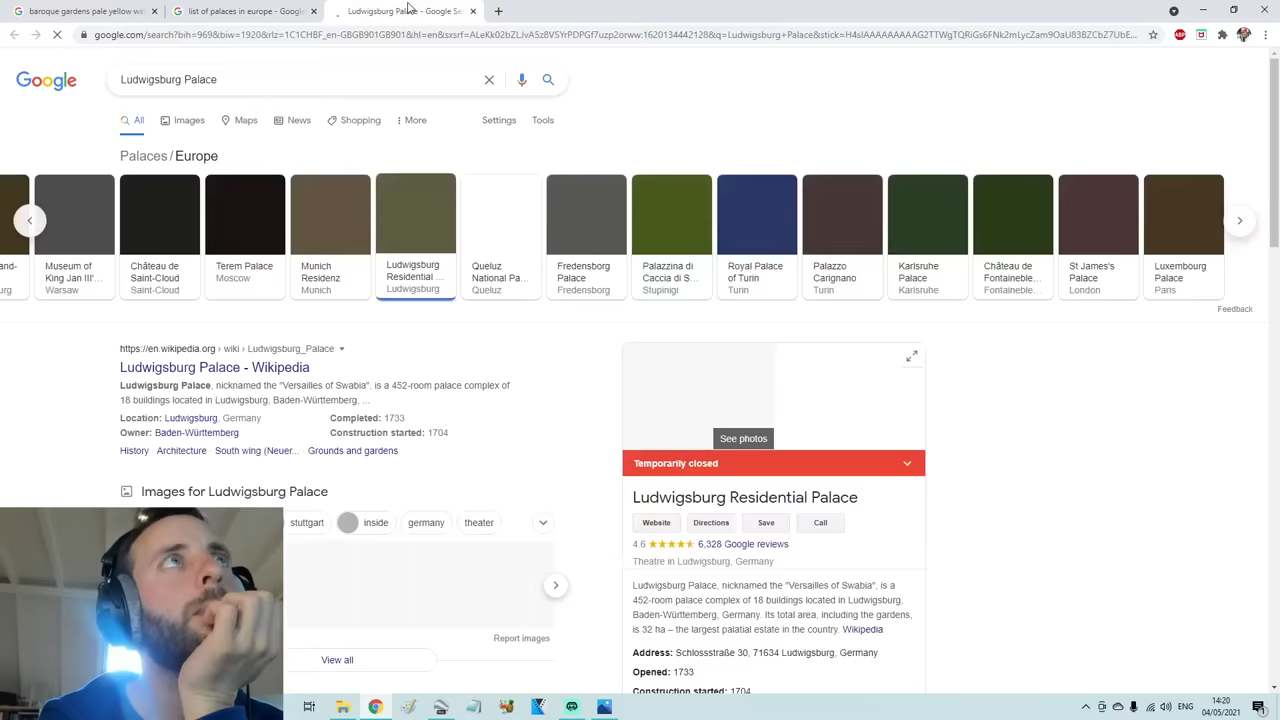 baroque gardens pale yellow wal
list of palaces in europe - Googl
Ludwigsburg Palace - Google Se
google.com/search?biw=969&biw=1920&rlz=1C1CHBF_en-GBGB901GB901&hl=en&sxsrf=
Google
Ludwigsburg Palace
All
Images
Maps
News
Shopping
More
Settings
Tools
Palaces / Europe
Museum of
King Jan III'...
Warsaw
Château de
Saint-Cloud
Saint-Cloud
Terem Palace
Moscow
Munich
Residenz
Munich
Ludwigsburg
Residential ...
Ludwigsburg
Queluz
National Pa...
Queluz
Fredensborg
Palace
Fredensborg
Palazzina di
Caccia di S...
Stupinigi
Royal Palace
of Turin
Turin
Palazzo
Carignano
Turin
Karlsruhe
Palace
Karlsruhe
Château de
Fontaineble...
Fontaineble...
St James's
Palace
London
Luxembourg
Palace
Paris
Feedback
https://en.wikipedia.org › wiki › Ludwigsburg_Palace
Ludwigsburg Palace - Wikipedia
Ludwigsburg Palace, nicknamed the "Versailles of Swabia", is a 452-room palace complex of
18 buildings located in Ludwigsburg, Baden-Württemberg, ...
Location: Ludwigsburg, Germany
Completed: 1733
Owner: Baden-Württemberg
Construction started: 1704
History · Architecture · South wing (Neuer... · Grounds and gardens
Images for Ludwigsburg Palace
stuttgart
inside
germany
theater
Report images
View all
See photos
Temporarily closed
Ludwigsburg Residential Palace
Website
Directions
Save
Call
4.6
6,328 Google reviews
Theatre in Ludwigsburg, Germany
Ludwigsburg Palace, nicknamed the "Versailles of Swabia", is a
452-room palace complex of 18 buildings located in Ludwigsburg,
Baden-Württemberg, Germany. Its total area, including the gardens,
is 32 ha – the largest palatial estate in the country. Wikipedia
Address: Schlossstraße 30, 71634 Ludwigsburg, Germany
Opened: 1733
Construction started: 1704
ENG
14:20
04/05/2021